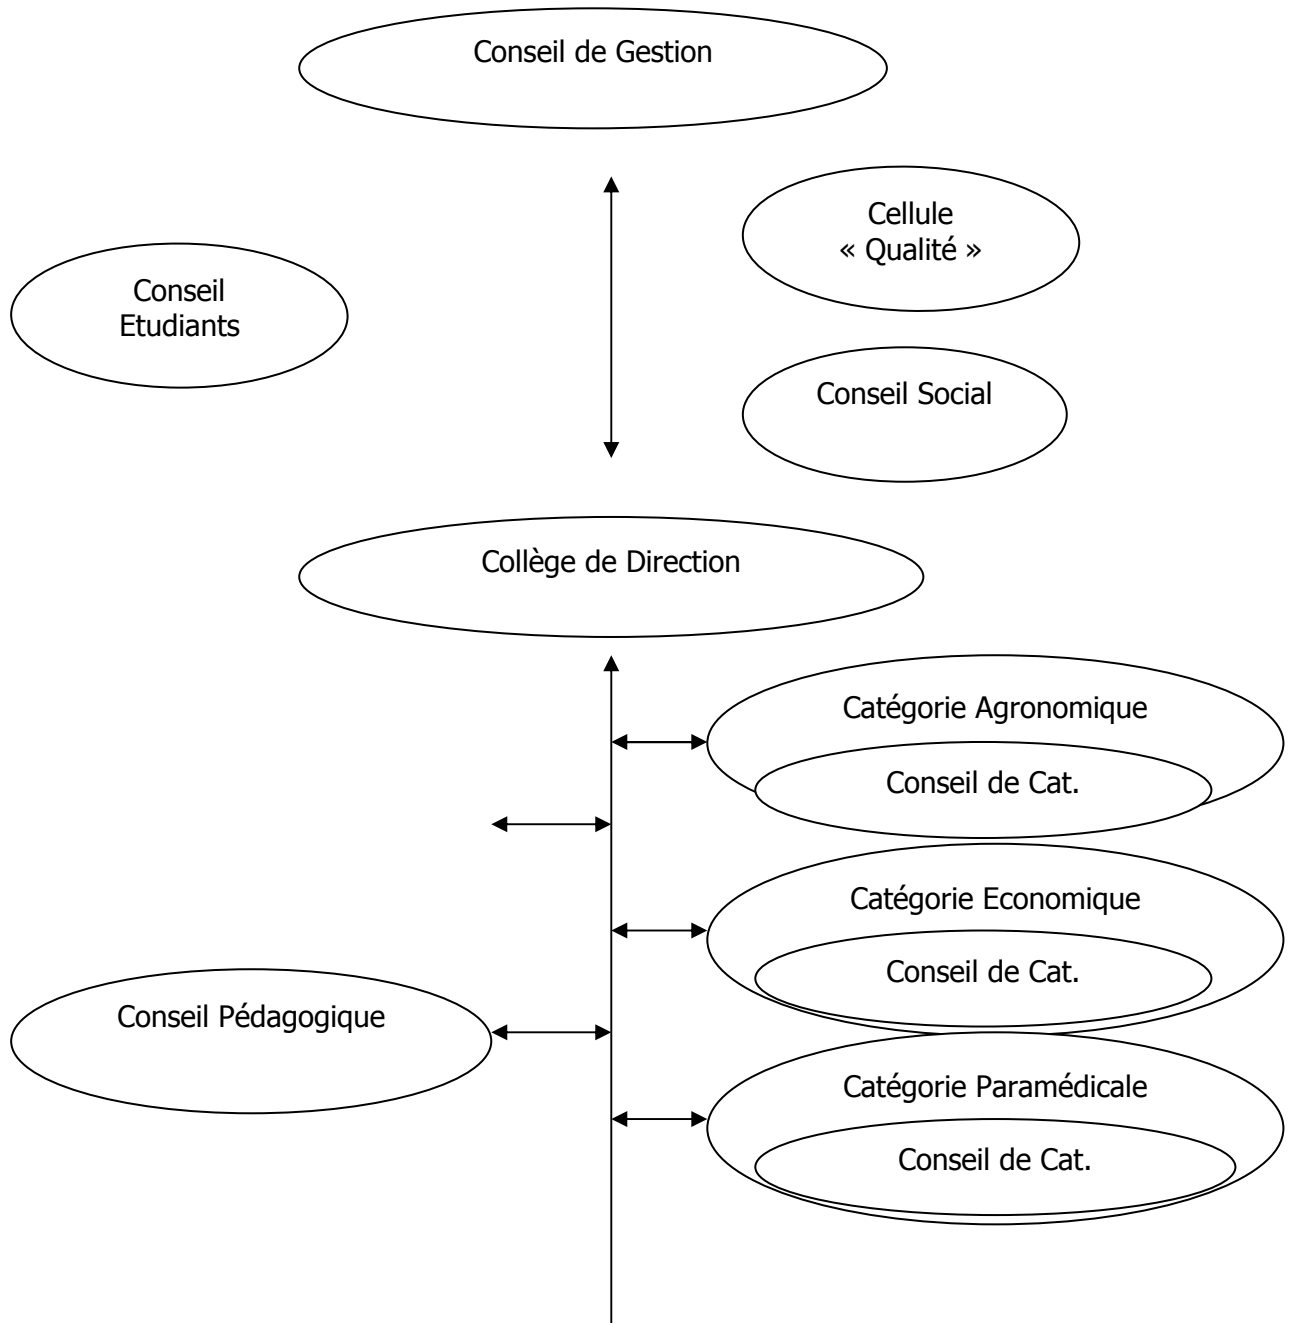 Conseil de Gestion
Cellule
« Qualité »
Conseil
Etudiants
Conseil Social
Collège de Direction
Catégorie Agronomique
Conseil de Cat.
Catégorie Economique
Conseil de Cat.
Conseil Pédagogique
Catégorie Paramédicale
Conseil de Cat.